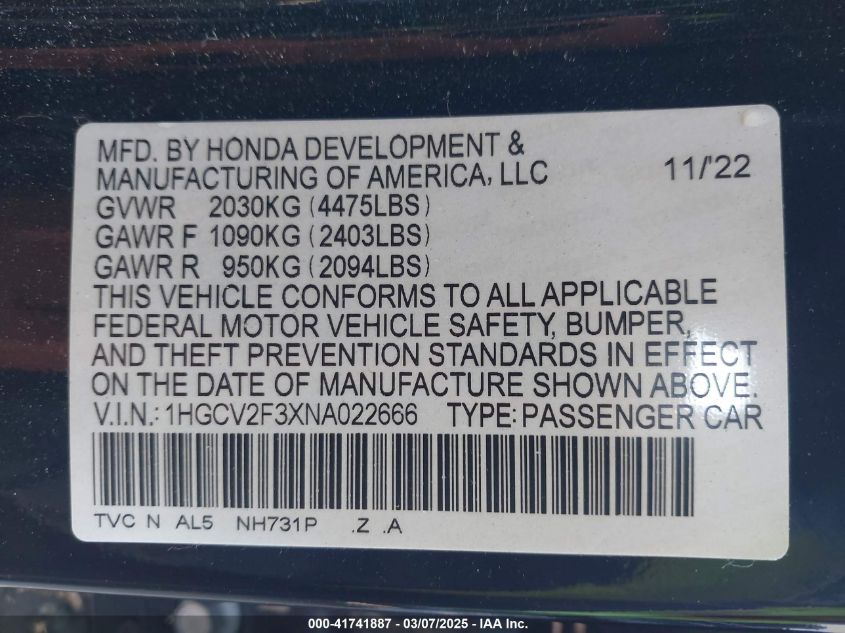 MFD. BY HONDA DEVELOPMENT &
MANUFACTURING OF AMERICA, LLC 11/'22
GVWR 2030KG (4475LBS)
GAWR F 1090KG (2403LBS)
GAWR R 950KG (2094LBS)
THIS VEHICLE CONFORMS TO ALL APPLICABLE
FEDERAL MOTOR VEHICLE SAFETY, BUMPER,
AND THEFT PREVENTION STANDARDS IN EFFECT
ON THE DATE OF MANUFACTURE SHOWN ABOVE.
V.I.N.: 1HGCV2F3XNA022666 TYPE: PASSENGER CAR
TVC N AL5 NH731P .Z .A
000-41741887 - 03/07/2025 - IAA Inc.